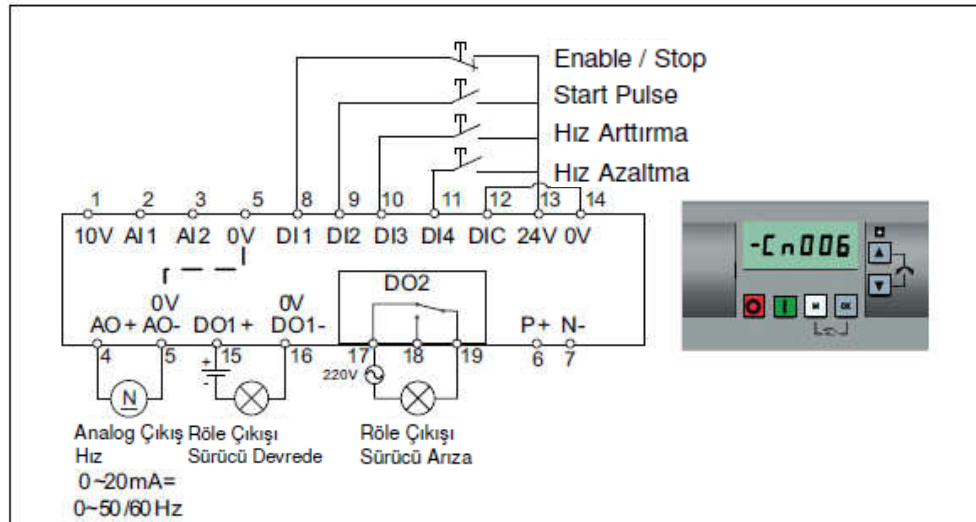 Enable / Stop
Start Pulse
Hız Arttırma
Hız Azaltma
1 2 3 5 8 9 10 11 12 13 14
10V AI1 AI2 0V DI1 DI2 DI3 DI4 DIC 24V 0V
-Cn006
M OK
DO2
0V 0V
AO+ AO- DO1+ DO1- P+ N-
4 5 15 16 17 18 19 6 7
+
-
220V
N
Analog Çıkış
Hız
0~20mA=
0~50/60Hz
Röle Çıkışı
Sürücü Devrede
Röle Çıkışı
Sürücü Arıza